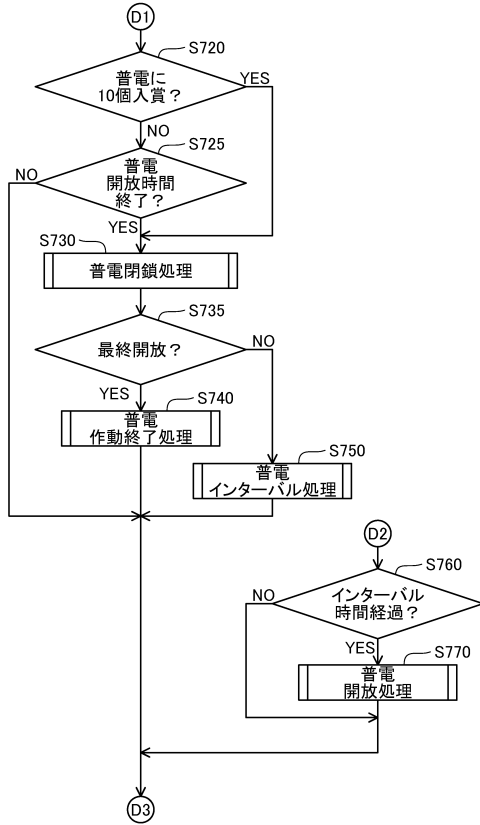 D1
S720
普電に
10個入賞？
YES
NO
S725
NO
普電
開放時間
終了？
YES
S730
普電閉鎖処理
S735
最終開放？
NO
YES
S740
普電
作動終了処理
S750
普電
インターバル処理
D2
S760
NO
インターバル
時間経過？
YES
S770
普電
開放処理
D3